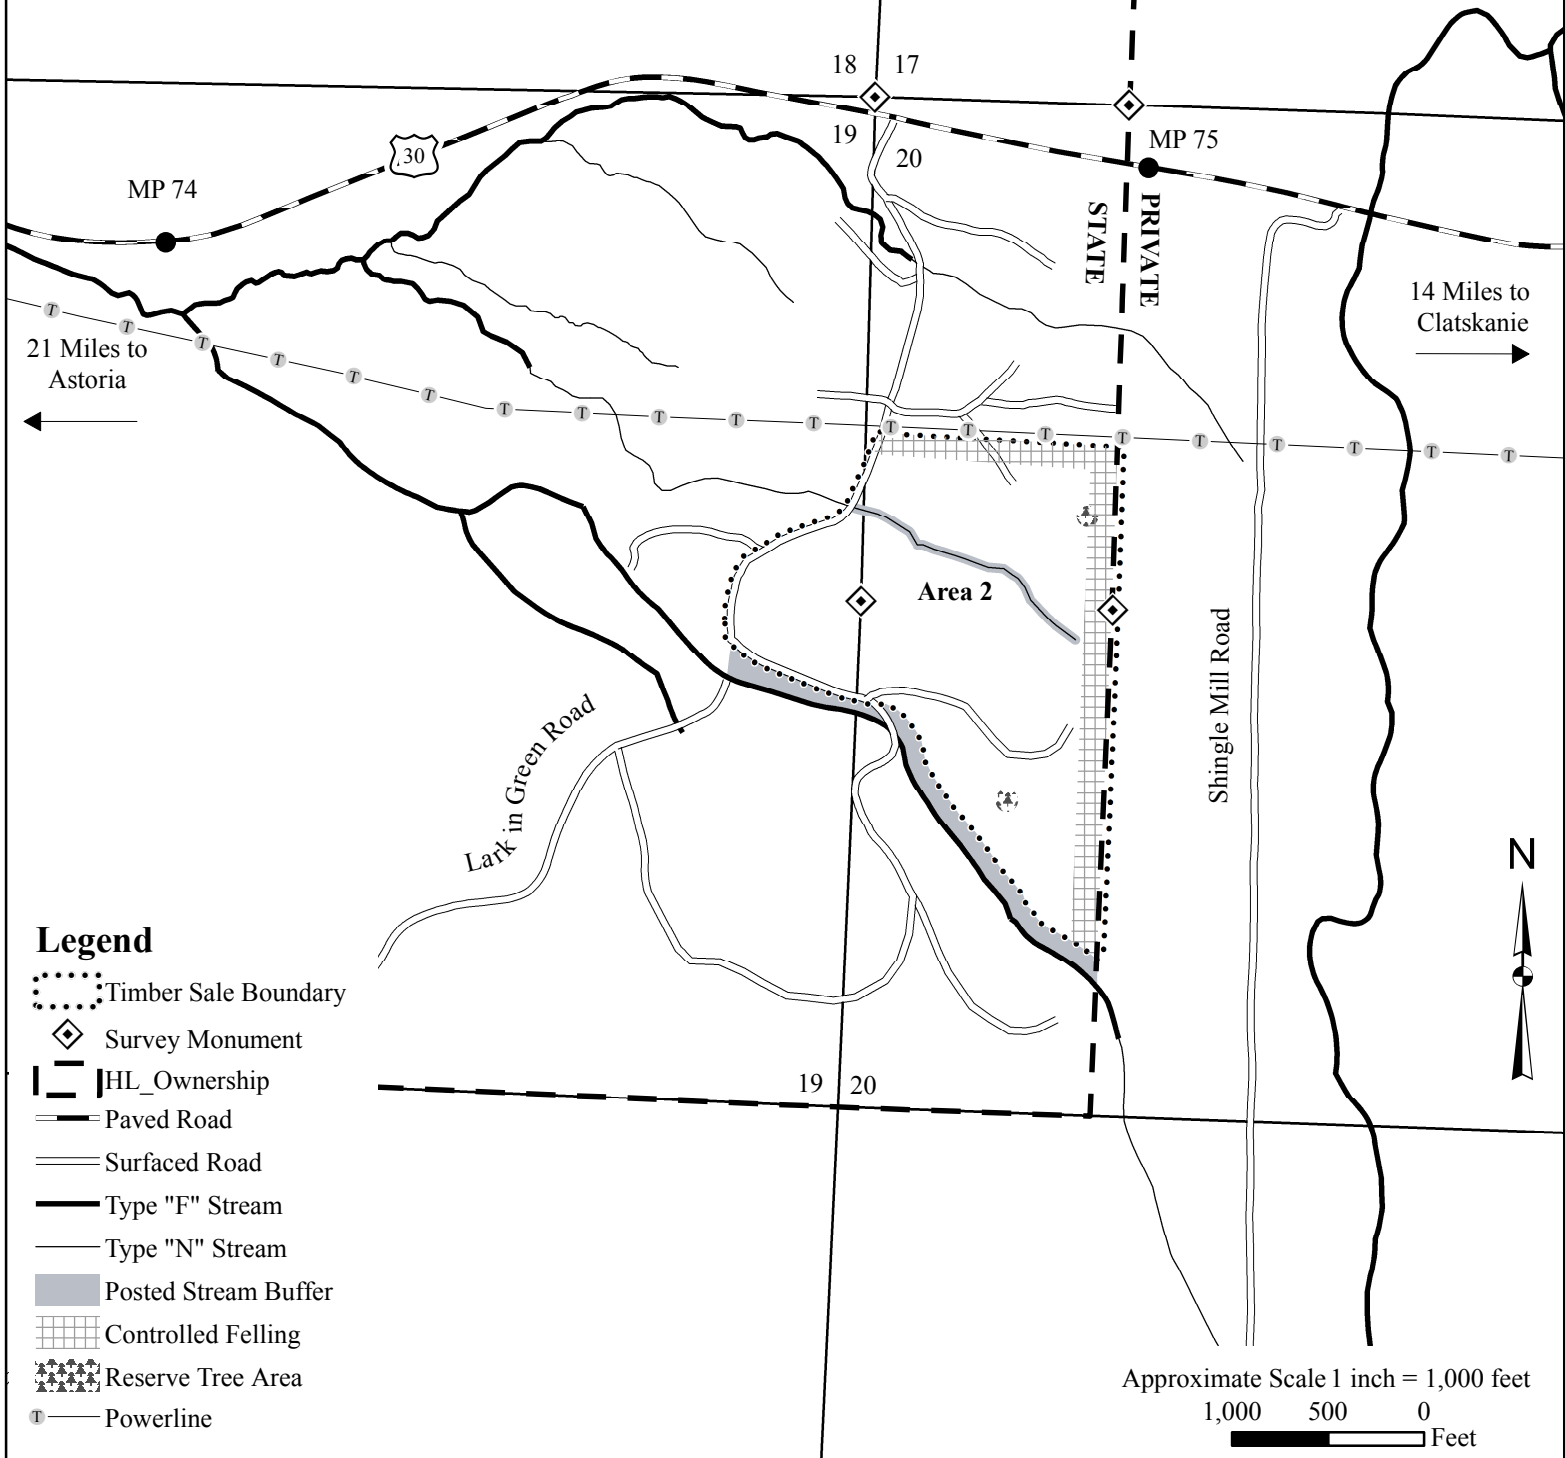 18 17
19
20
MP 75
30
MP 74
STATE
PRIVATE
14 Miles to
Clatskanie
21 Miles to
Astoria
T T T T T T T T T T T T T T T T T T T T
Area 2
Shingle Mill Road
Lark in Green Road
N
19 20
Legend
Timber Sale Boundary
Survey Monument
HL_Ownership
Paved Road
Surfaced Road
Type "F" Stream
Type "N" Stream
Posted Stream Buffer
Controlled Felling
Reserve Tree Area
T Powerline
Approximate Scale 1 inch = 1,000 feet
1,000 500 0
Feet